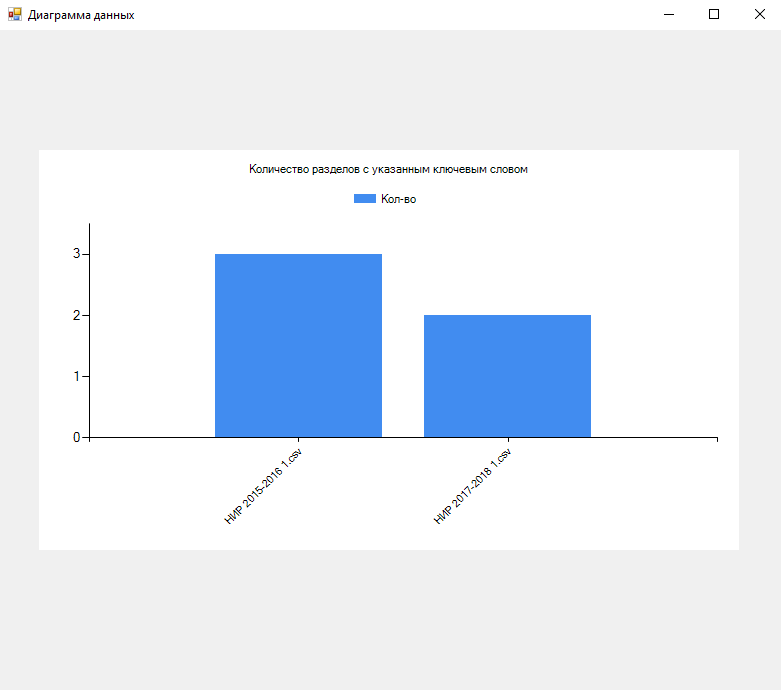 Диаграмма данных
Количество разделов с указанным ключевым словом
Кол-во
3
2
1
0
НИР 2015-2016 1.csv
НИР 2017-2018 1.csv